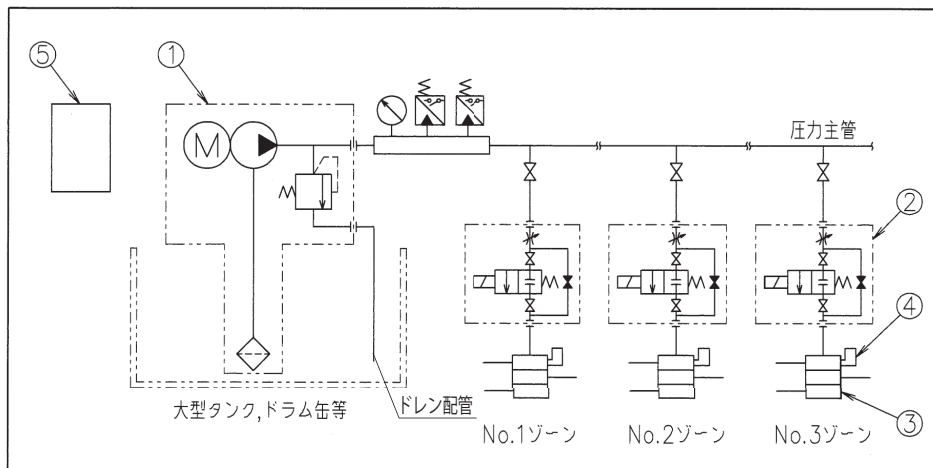 ⑤
①
圧力主管
M
②
④
③
大型タンク,ドラム缶等
ドレン配管
No.1ゾーン
No.2ゾーン
No.3ゾーン